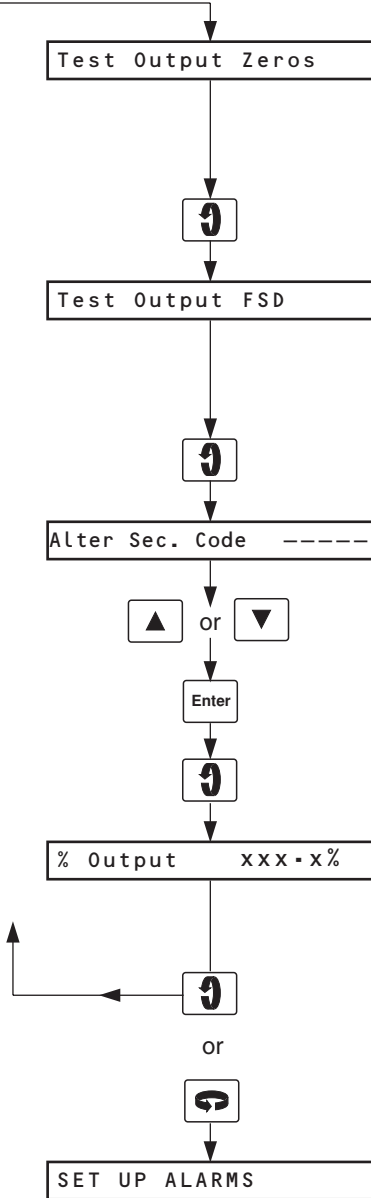 Test Output Zeros
Test Output FSD
Alter Sec. Code -----
or
Enter
% Output xxx.x%
or
SET UP ALARMS